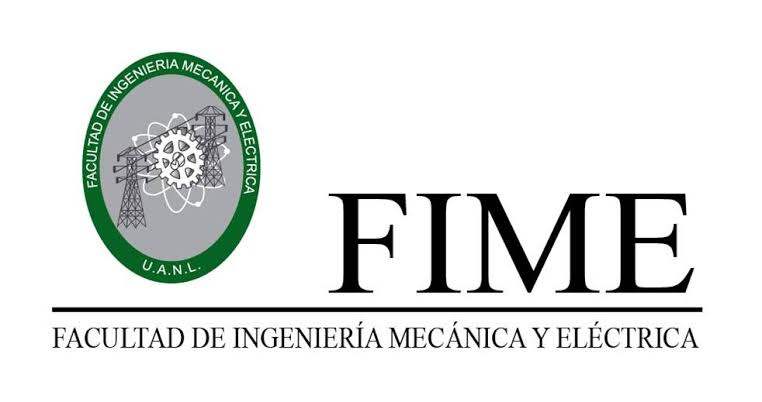 FACULTAD DE INGENIERIA MECANICA Y ELECTRICA
U.A.N.L.
FIME
FACULTAD DE INGENIERÍA MECÁNICA Y ELÉCTRICA